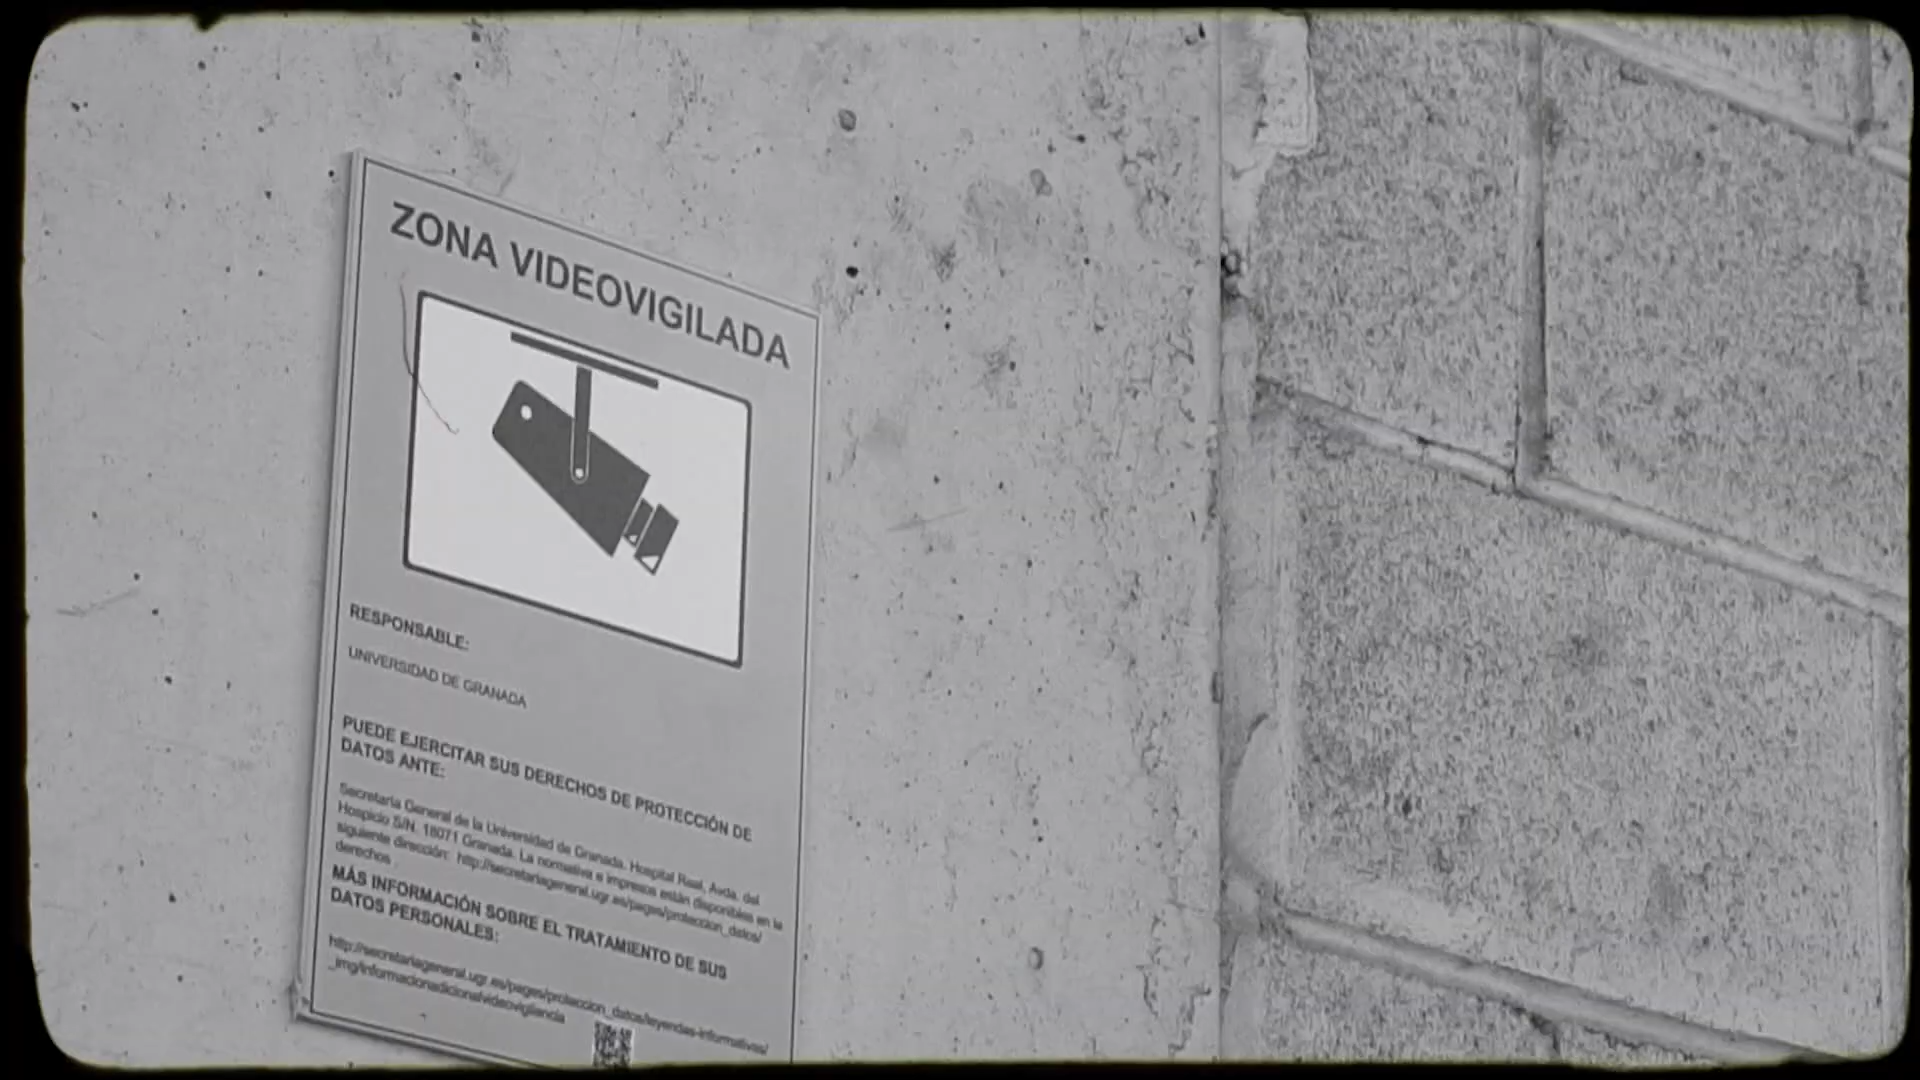 ZONA VIDEOVIGILADA
RESPONSABLE:
UNIVERSIDAD DE GRANADA
PUEDE EJERCITAR SUS DERECHOS DE PROTECCIÓN DE
DATOS ANTE:
Secretaría General de la Universidad de Granada. Hospital Real, Avda. del
Hospicio S/N. 18071 Granada. La normativa e impresos están disponibles en la
siguiente dirección: http://secretariageneral.ugr.es/pages/proteccion_datos/
derechos
MÁS INFORMACIÓN SOBRE EL TRATAMIENTO DE SUS
DATOS PERSONALES:
http://secretariageneral.ugr.es/pages/proteccion_datos/leyendas-informativas/
_img/informacionadicionalvideovigilancia